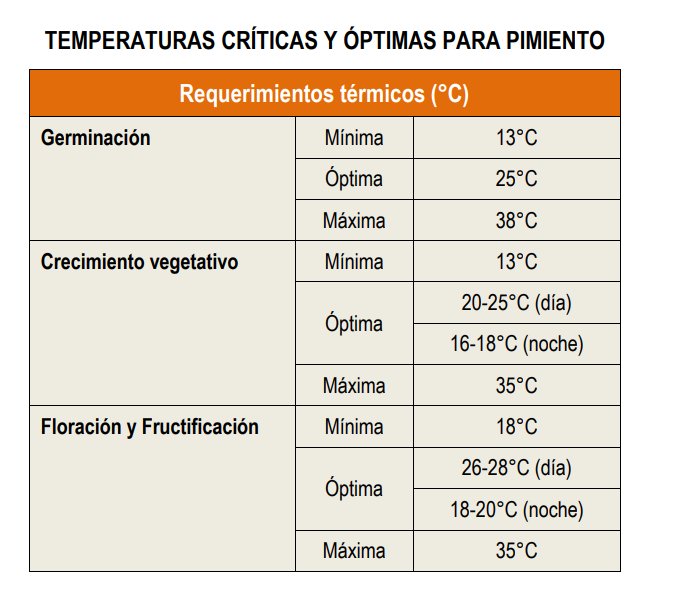 TEMPERATURAS CRÍTICAS Y ÓPTIMAS PARA PIMIENTO
Requerimientos térmicos (°C)
Germinación Mínima 13°C
Óptima 25°C
Máxima 38°C
Crecimiento vegetativo Mínima 13°C
Óptima 20-25°C (día)
16-18°C (noche)
Máxima 35°C
Floración y Fructificación Mínima 18°C
Óptima 26-28°C (día)
18-20°C (noche)
Máxima 35°C